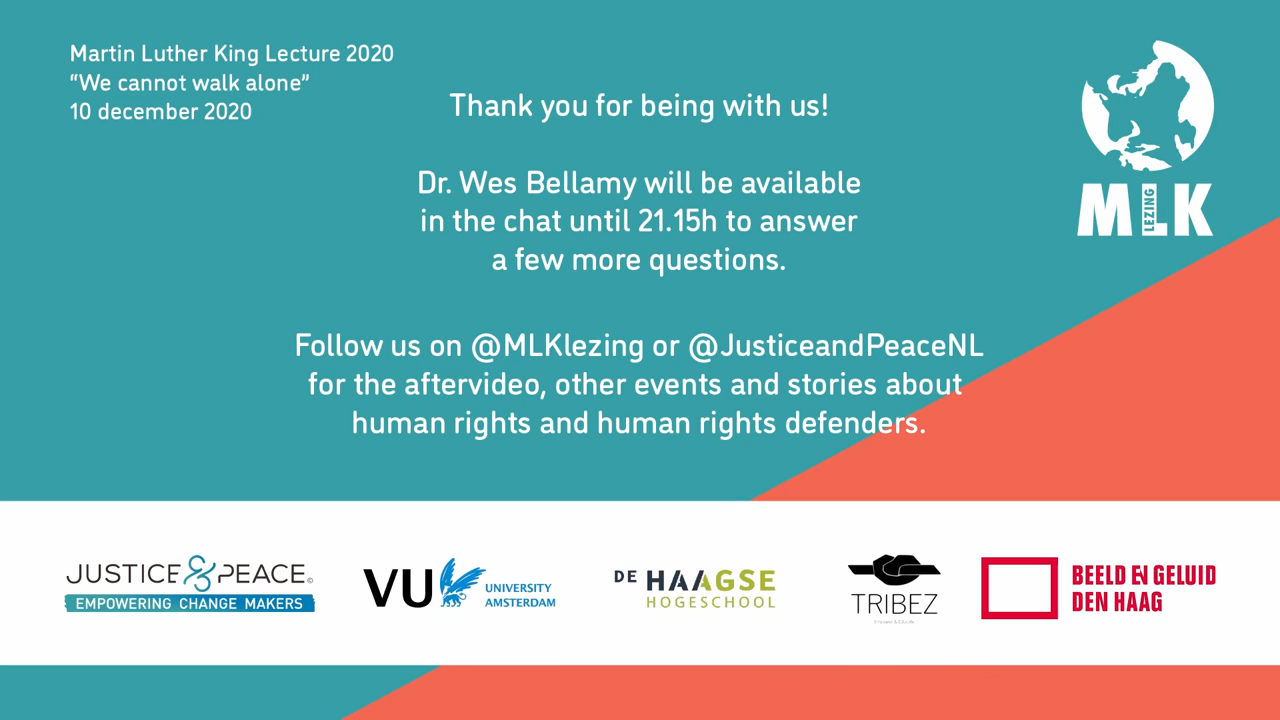 Martin Luther King Lecture 2020
“We cannot walk alone”
10 december 2020
Thank you for being with us!
Dr. Wes Bellamy will be available
in the chat until 21.15h to answer
a few more questions.
Follow us on @MLKlezing or @JusticeandPeaceNL
for the aftervideo, other events and stories about
human rights and human rights defenders.
MLK
LEZING
JUSTICE & PEACE©
EMPOWERING CHANGE MAKERS
VU
UNIVERSITY
AMSTERDAM
DE HAAGSE
HOGESCHOOL
TRIBEZ
BEELD EN GELUID
DEN HAAG